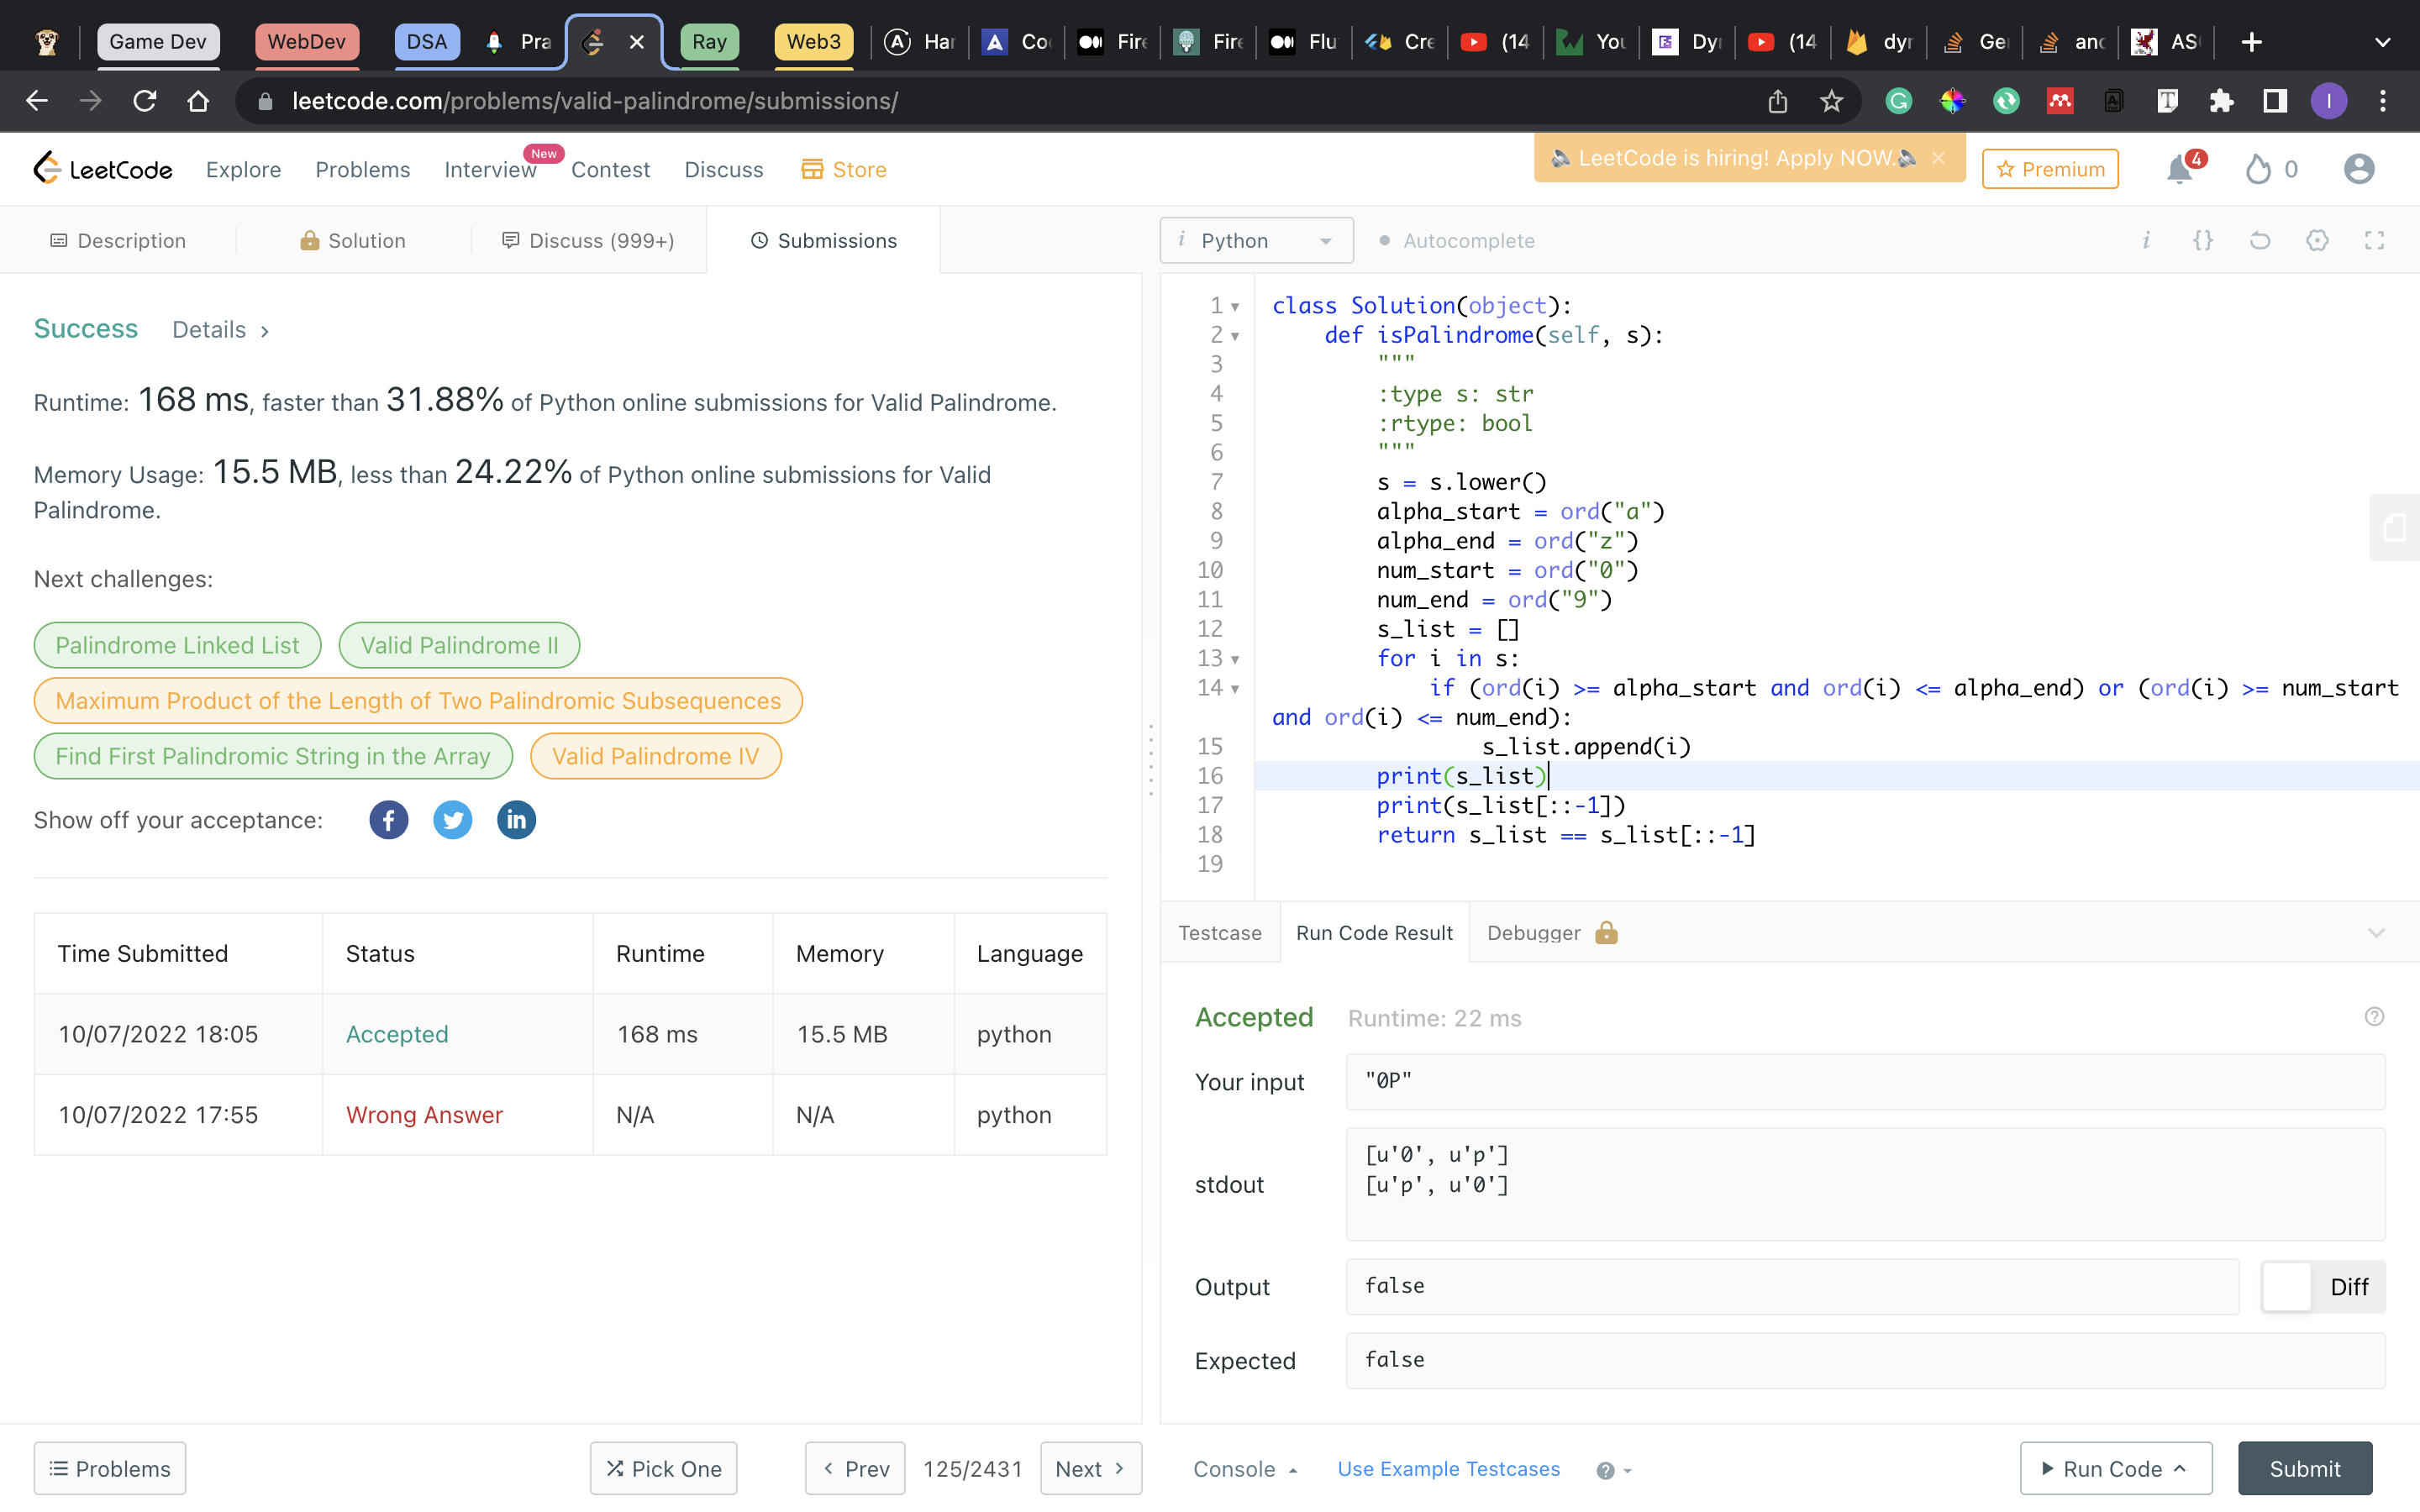 Game Dev WebDev DSA Pra Ray Web3 Har Co Fire Fire Flu Cre (14 You Dy (14 dyr Ge and AS
leetcode.com/problems/valid-palindrome/submissions/ I
LeetCode Explore Problems Interview New Contest Discuss Store LeetCode is hiring! Apply NOW. Premium 4 0
Description Solution Discuss (999+) Submissions
i Python Autocomplete i {}
Success Details >
Runtime: 168 ms, faster than 31.88% of Python online submissions for Valid Palindrome.
Memory Usage: 15.5 MB, less than 24.22% of Python online submissions for Valid
Palindrome.
Next challenges:
Palindrome Linked List Valid Palindrome II
Maximum Product of the Length of Two Palindromic Subsequences
Find First Palindromic String in the Array Valid Palindrome IV
Show off your acceptance:
Time Submitted Status Runtime Memory Language
10/07/2022 18:05 Accepted 168 ms 15.5 MB python
10/07/2022 17:55 Wrong Answer N/A N/A python
1 class Solution(object):
2 def isPalindrome(self, s):
3 """
4 :type s: str
5 :rtype: bool
6 """
7 s = s.lower()
8 alpha_start = ord("a")
9 alpha_end = ord("z")
10 num_start = ord("0")
11 num_end = ord("9")
12 s_list = []
13 for i in s:
14 if (ord(i) >= alpha_start and ord(i) <= alpha_end) or (ord(i) >= num_start
and ord(i) <= num_end):
15 s_list.append(i)
16 print(s_list)
17 print(s_list[::-1])
18 return s_list == s_list[::-1]
19
Testcase Run Code Result Debugger
Accepted Runtime: 22 ms
Your input "0P"
stdout
[u'0', u'p']
[u'p', u'0']
Output false Diff
Expected false
Problems Pick One < Prev 125/2431 Next > Console Use Example Testcases Run Code Submit